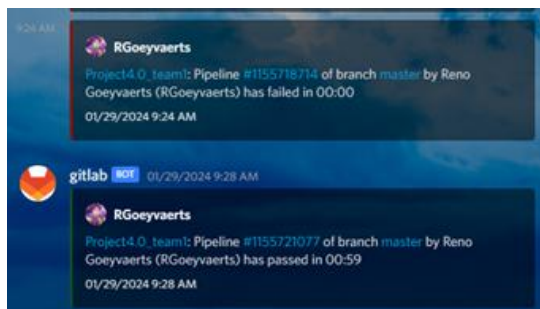 9:24 AM
RGoeyvaerts
Project4.0_team1: Pipeline #1155718714 of branch master by Reno
Goeyvaerts (RGoeyvaerts) has failed in 00:00
01/29/2024 9:24 AM
gitlab BOT 01/29/2024 9:28 AM
RGoeyvaerts
Project4.0_team1: Pipeline #1155721077 of branch master by Reno
Goeyvaerts (RGoeyvaerts) has passed in 00:59
01/29/2024 9:28 AM